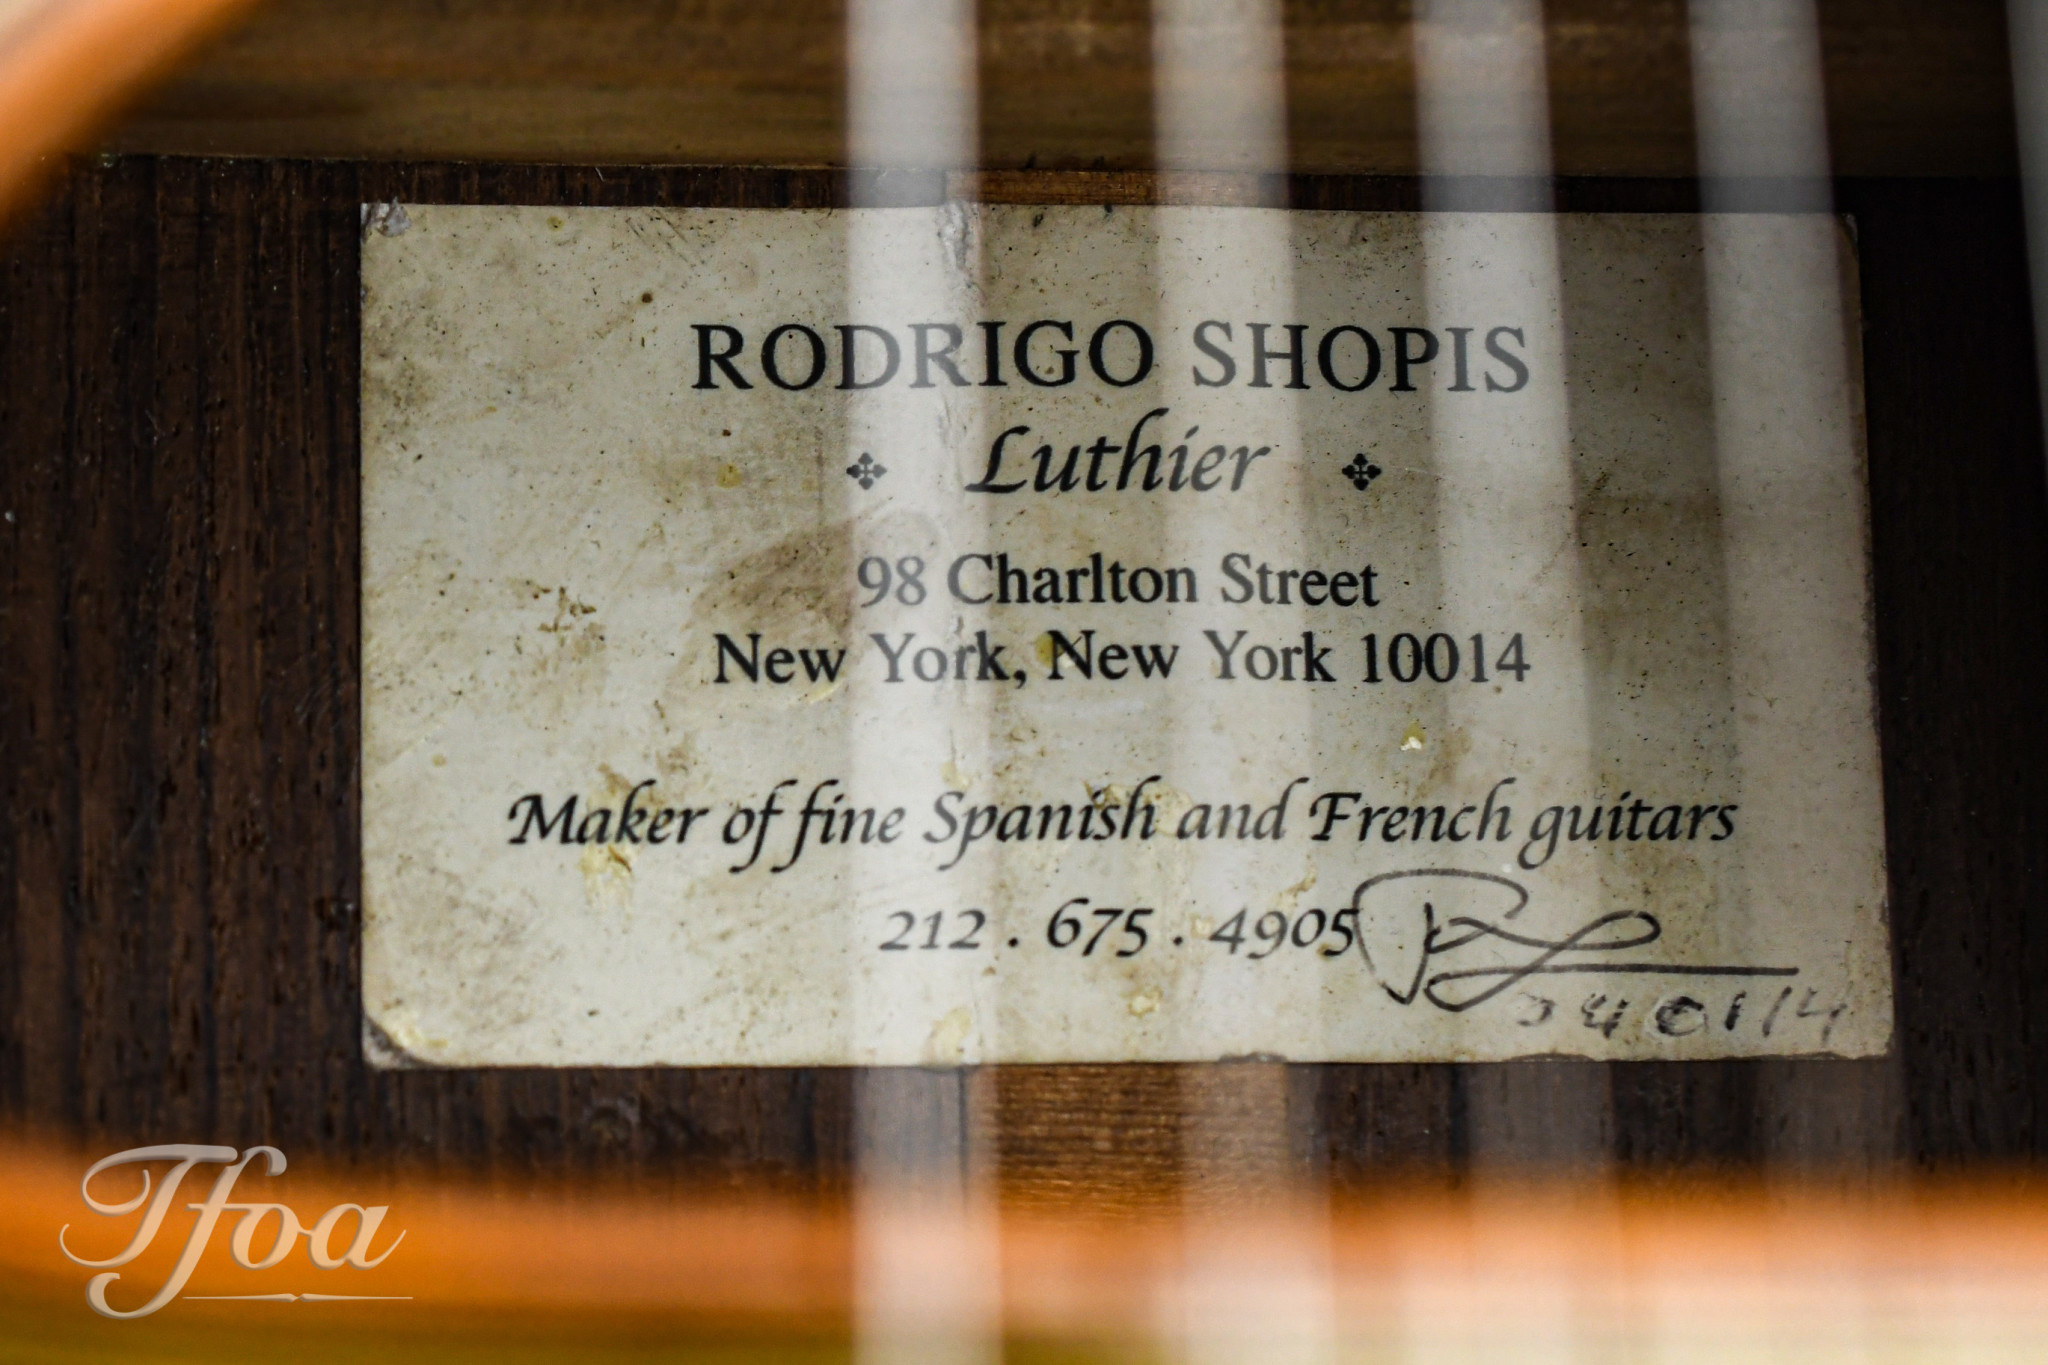 RODRIGO SHOPIS
Luthier
98 Charlton Street
New York, New York 10014
Maker of fine Spanish and French guitars
212 . 675 . 4905
Tfoa